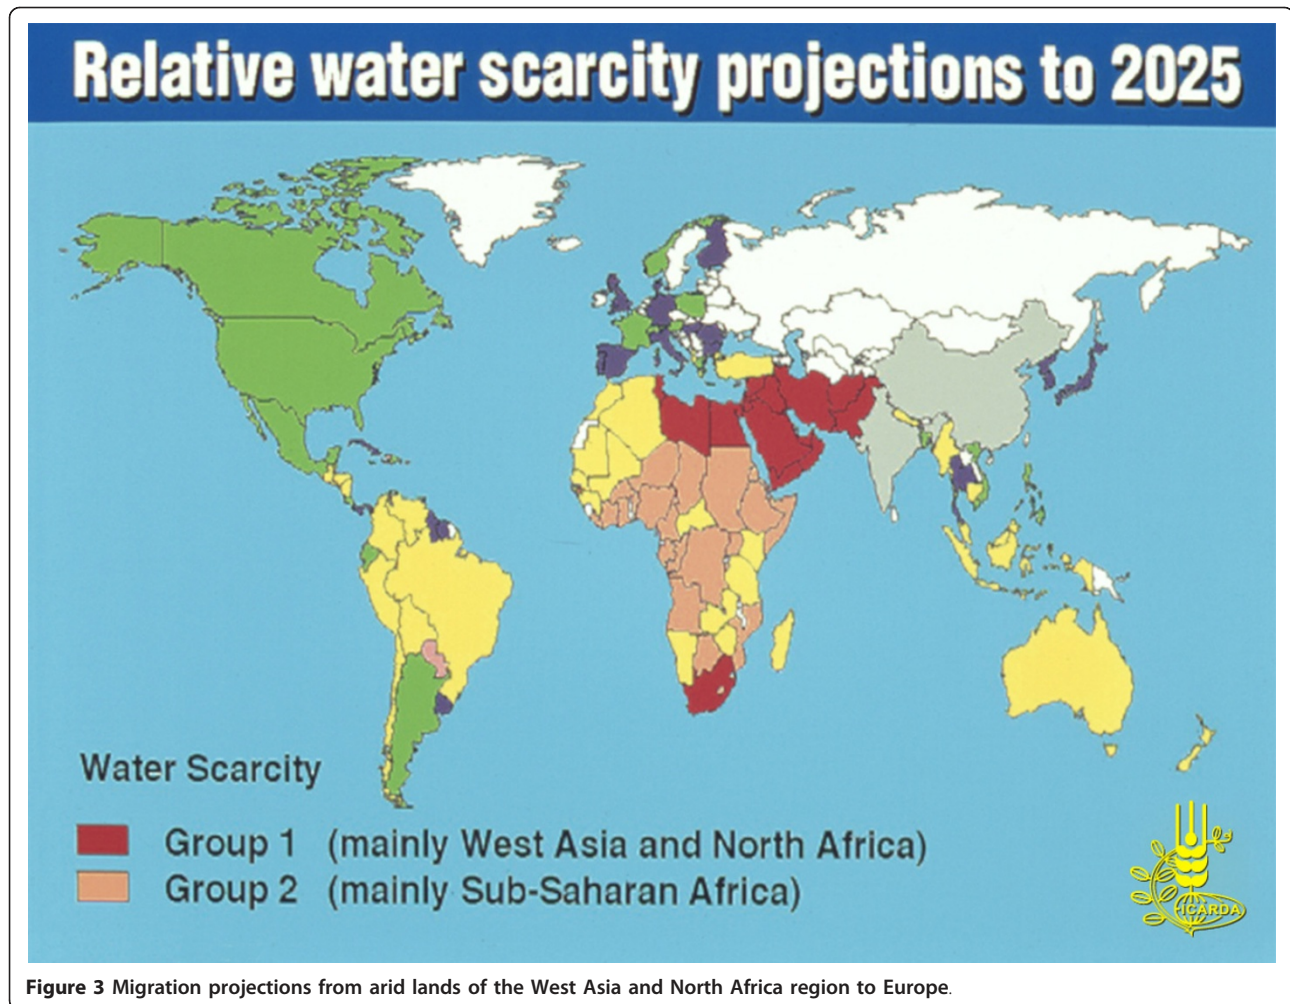 Relative water scarcity projections to 2025
Water Scarcity
Group 1 (mainly West Asia and North Africa)
Group 2 (mainly Sub-Saharan Africa)
ICARDA
Figure 3 Migration projections from arid lands of the West Asia and North Africa region to Europe.